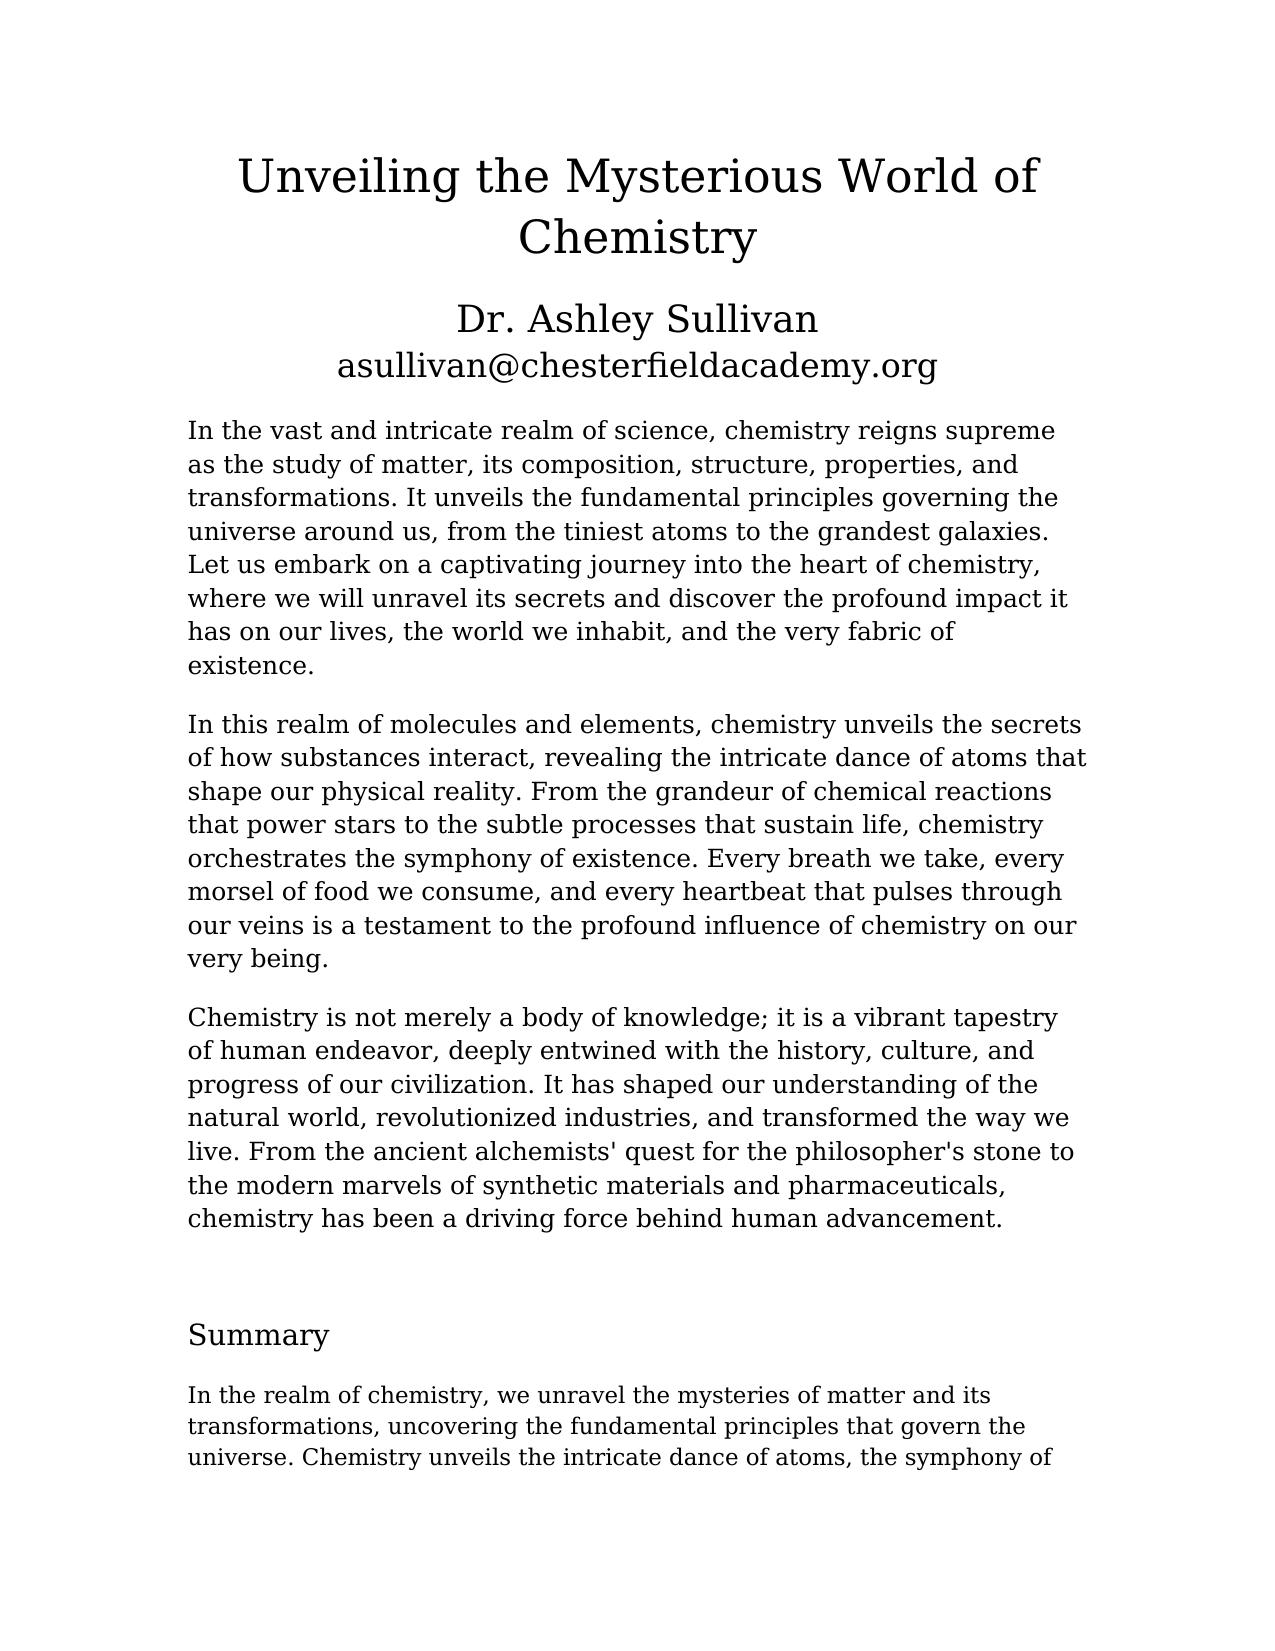 Unveiling the Mysterious World of
Chemistry
Dr. Ashley Sullivan
asullivan@chesterfieldacademy.org
In the vast and intricate realm of science, chemistry reigns supreme
as the study of matter, its composition, structure, properties, and
transformations. It unveils the fundamental principles governing the
universe around us, from the tiniest atoms to the grandest galaxies.
Let us embark on a captivating journey into the heart of chemistry,
where we will unravel its secrets and discover the profound impact it
has on our lives, the world we inhabit, and the very fabric of
existence.
In this realm of molecules and elements, chemistry unveils the secrets
of how substances interact, revealing the intricate dance of atoms that
shape our physical reality. From the grandeur of chemical reactions
that power stars to the subtle processes that sustain life, chemistry
orchestrates the symphony of existence. Every breath we take, every
morsel of food we consume, and every heartbeat that pulses through
our veins is a testament to the profound influence of chemistry on our
very being.
Chemistry is not merely a body of knowledge; it is a vibrant tapestry
of human endeavor, deeply entwined with the history, culture, and
progress of our civilization. It has shaped our understanding of the
natural world, revolutionized industries, and transformed the way we
live. From the ancient alchemists' quest for the philosopher's stone to
the modern marvels of synthetic materials and pharmaceuticals,
chemistry has been a driving force behind human advancement.
Summary
In the realm of chemistry, we unravel the mysteries of matter and its
transformations, uncovering the fundamental principles that govern the
universe. Chemistry unveils the intricate dance of atoms, the symphony of